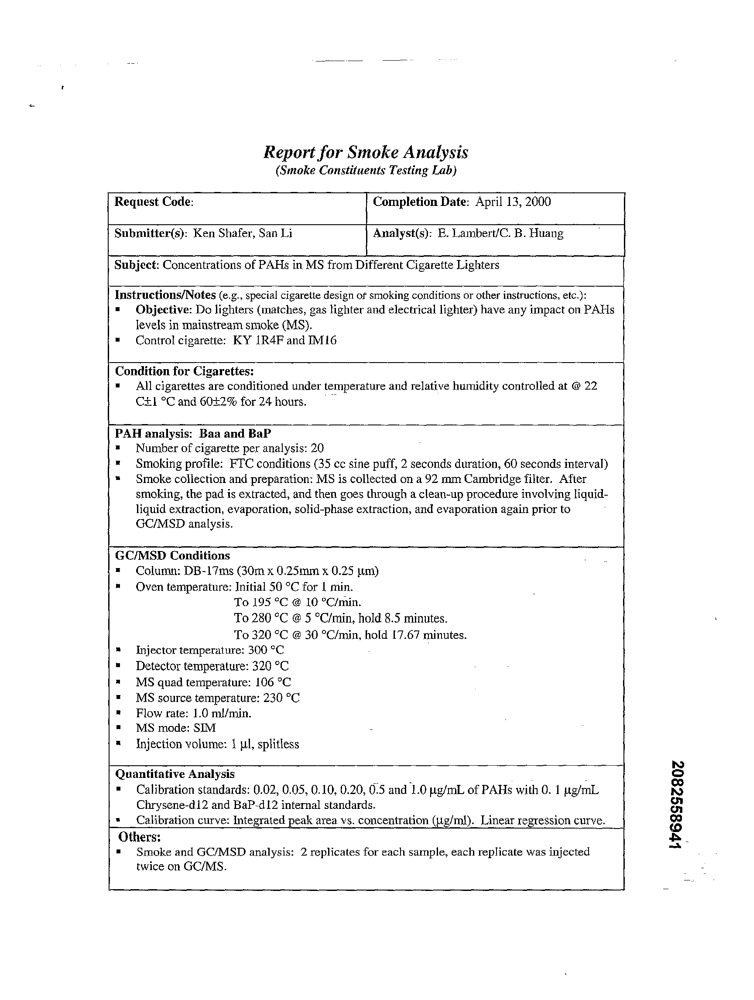 Report for Smoke Analysis
(Smoke Constituents Testing Lab)
Request Code:
Completion Date: April 13, 2000
Submitter(s): Ken Shafer, San Li
Analyst(s): E. Lambert/C. B. Huang
Subject: Concentrations of PAHs in MS from Different Cigarette Lighters
Instructions/Notes (e.g., special cigarette design or smoking conditions or other instructions, etc.):
▪ Objective: Do lighters (matches, gas lighter and electrical lighter) have any impact on PAHs
levels in mainstream smoke (MS).
▪ Control cigarette: KY 1R4F and IM16
Condition for Cigarettes:
▪ All cigarettes are conditioned under temperature and relative humidity controlled at @ 22
C±1 °C and 60±2% for 24 hours.
PAH analysis: Baa and BaP
▪ Number of cigarette per analysis: 20
▪ Smoking profile: FTC conditions (35 cc sine puff, 2 seconds duration, 60 seconds interval)
▪ Smoke collection and preparation: MS is collected on a 92 mm Cambridge filter. After
smoking, the pad is extracted, and then goes through a clean-up procedure involving liquid-
liquid extraction, evaporation, solid-phase extraction, and evaporation again prior to
GC/MSD analysis.
GC/MSD Conditions
▪ Column: DB-17ms (30m x 0.25mm x 0.25 µm)
▪ Oven temperature: Initial 50 °C for 1 min.
To 195 °C @ 10 °C/min.
To 280 °C @ 5 °C/min, hold 8.5 minutes.
To 320 °C @ 30 °C/min, hold 17.67 minutes.
▪ Injector temperature: 300 °C
▪ Detector temperature: 320 °C
▪ MS quad temperature: 106 °C
▪ MS source temperature: 230 °C
▪ Flow rate: 1.0 ml/min.
▪ MS mode: SIM
▪ Injection volume: 1 µl, splitless
Quantitative Analysis
▪ Calibration standards: 0.02, 0.05, 0.10, 0.20, 0.5 and 1.0 µg/mL of PAHs with 0. 1 µg/mL
Chrysene-d12 and BaP-d12 internal standards.
▪ Calibration curve: Integrated peak area vs. concentration (µg/ml). Linear regression curve.
Others:
▪ Smoke and GC/MSD analysis: 2 replicates for each sample, each replicate was injected
twice on GC/MS.
2082558941